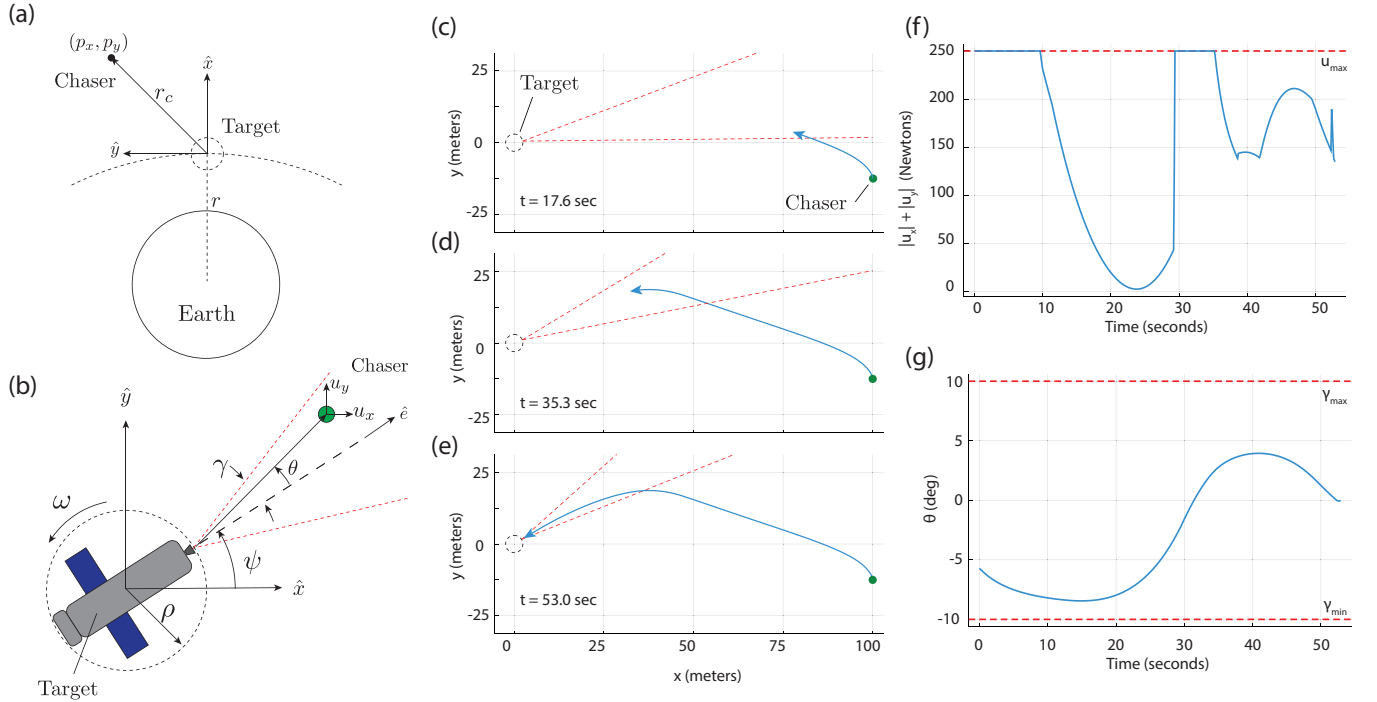 (a)
(p_x, p_y)
Chaser
x̂
r_c
Target
ŷ
r
Earth
(b)
Chaser
ŷ
u_y
u_x
ê
γ
θ
ω
ψ
x̂
ρ
Target
(c)
25
0
-25
y (meters)
Target
Chaser
t = 17.6 sec
(d)
25
0
-25
y (meters)
t = 35.3 sec
(e)
25
0
-25
y (meters)
t = 53.0 sec
0 25 50 75 100
x (meters)
(f)
250
200
150
100
50
0
|u_x| + |u_y| (Newtons)
u_max
0 10 20 30 40 50
Time (seconds)
(g)
10
5
0
-5
-10
θ (deg)
γ_max
γ_min
0 10 20 30 40 50
Time (seconds)